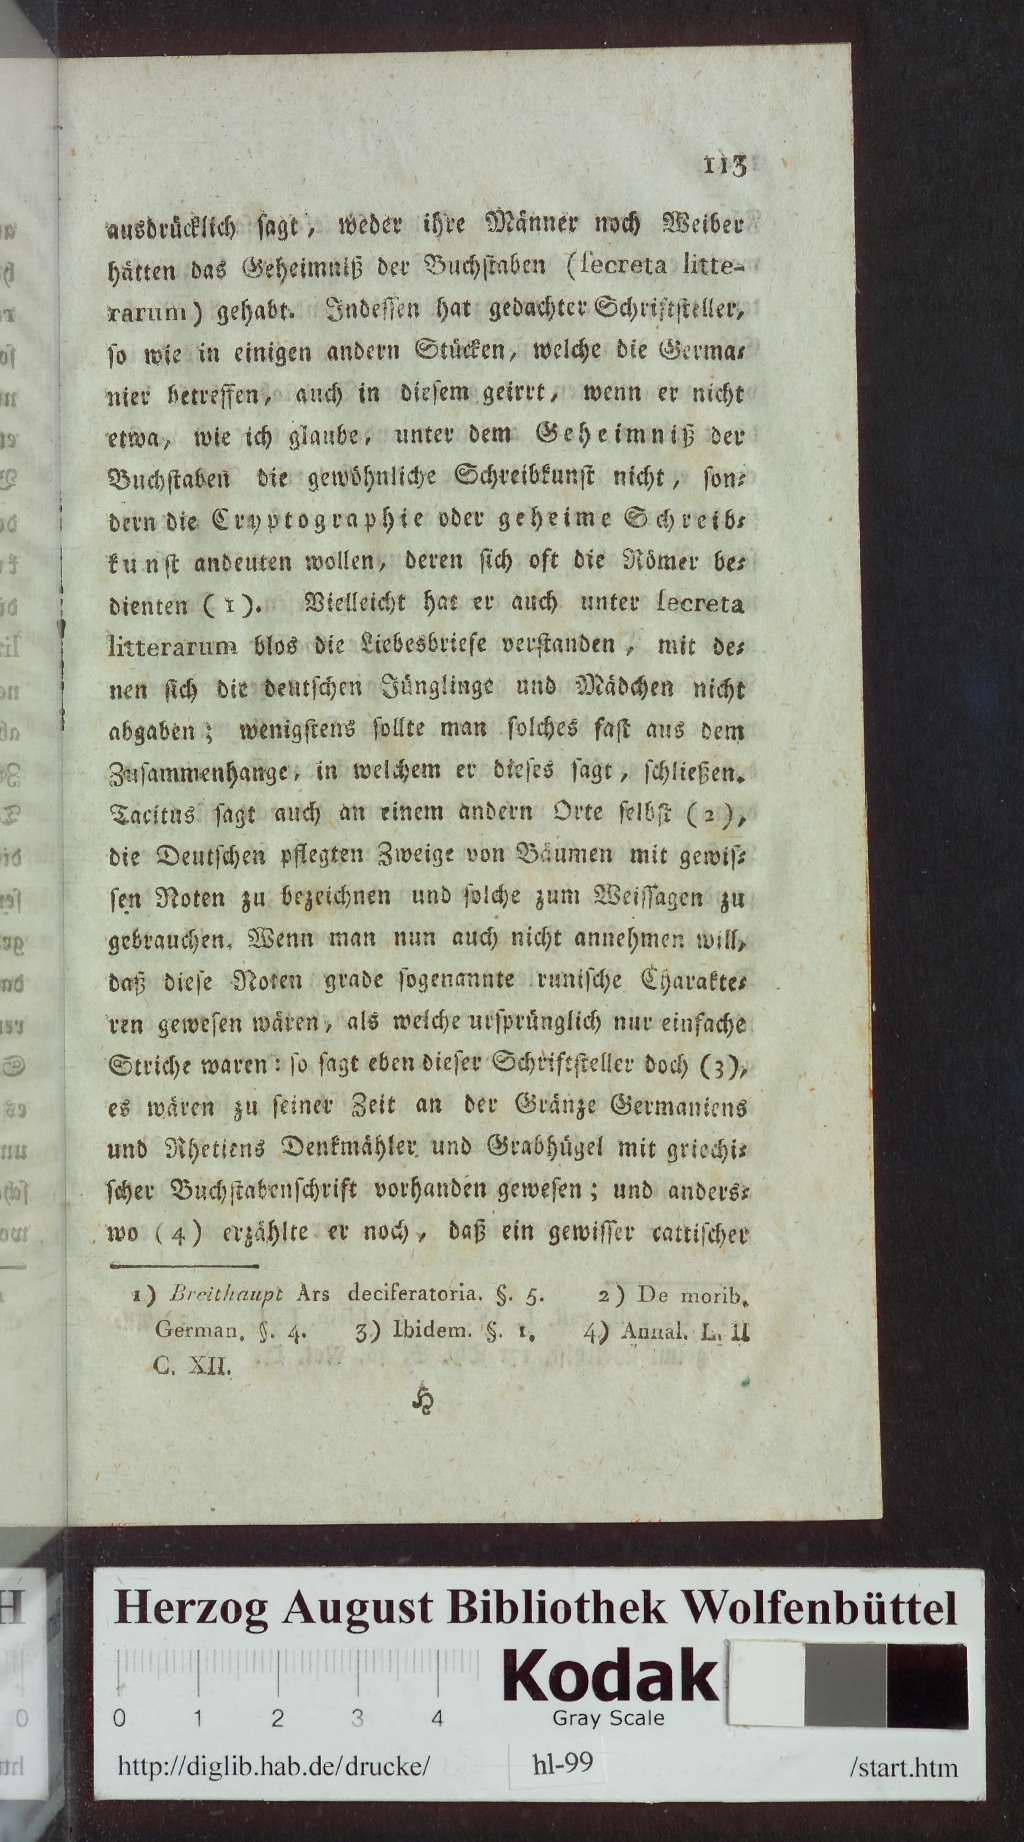 113
ausdrücklich sagt, weder ihre Männer noch Weiber
hätten das Geheimniß der Buchstaben (secreta litte-
rarum) gehabt. Indessen hat gedachter Schriftsteller,
so wie in einigen andern Stücken, welche die Germa-
nier betreffen, auch in diesem geirrt, wenn er nicht
etwa, wie ich glaube, unter dem Geheimniß der
Buchstaben die gewöhnliche Schreibkunst nicht, son-
dern die Cryptographie oder geheime Schreib-
kunst andeuten wollen, deren sich oft die Römer be-
dienten (1). Vielleicht hat er auch unter secreta
litterarum blos die Liebesbriefe verstanden, mit de-
nen sich die deutschen Jünglinge und Mädchen nicht
abgaben; wenigstens sollte man solches fast aus dem
Zusammenhange, in welchem er dieses sagt, schließen.
Tacitus sagt auch an einem andern Orte selbst (2),
die Deutschen pflegten Zweige von Bäumen mit gewis-
sen Noten zu bezeichnen und solche zum Weissagen zu
gebrauchen. Wenn man nun auch nicht annehmen will,
daß diese Noten grade sogenannte runische Charakte-
ren gewesen wären, als welche ursprünglich nur einfache
Striche waren: so sagt eben dieser Schriftsteller doch (3),
es wären zu seiner Zeit an der Gränze Germaniens
und Rhetiens Denkmähler und Grabhügel mit griechi-
scher Buchstabenschrift vorhanden gewesen; und anders-
wo (4) erzählte er noch, daß ein gewisser cattischer
1) Breithaupt Ars deciferatoria. §. 5. 2) De morib.
German. §. 4. 3) Ibidem. §. 1. 4) Annal. L. II
C. XII.
H
Herzog August Bibliothek Wolfenbüttel
Kodak
0 1 2 3 4
Gray Scale
http://diglib.hab.de/drucke/ hl-99 /start.htm